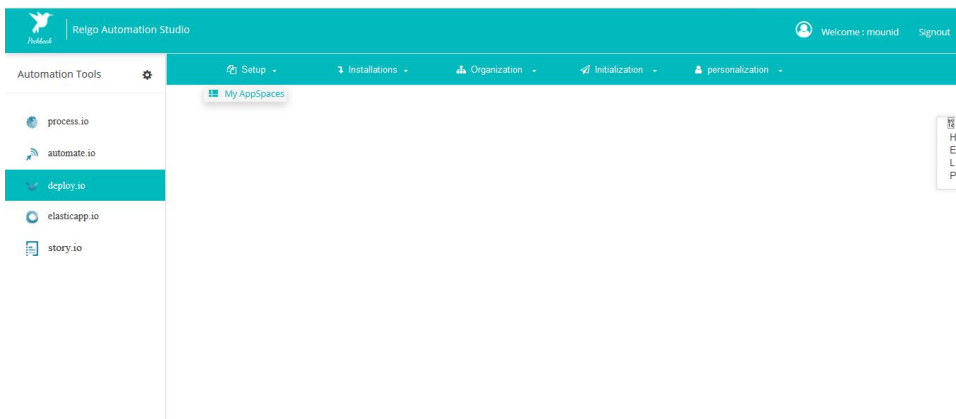 Relgo Automation Studio
Welcome : mounid
Signout
Automation Tools
Setup
Installations
Organization
Initialization
personalization
My AppSpaces
process.io
automate.io
deploy.io
elasticapp.io
story.io
H
E
L
P